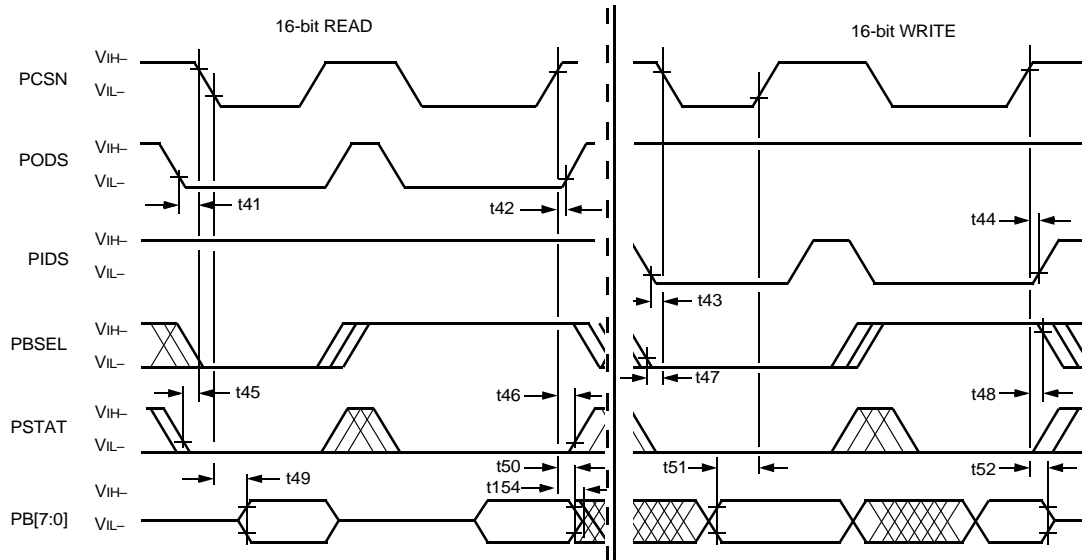 16-bit READ
16-bit WRITE
PCSN
VIH–
VIL–
PODS
VIH–
VIL–
t41
t42
PIDS
VIH–
VIL–
t44
t43
PBSEL
VIH–
VIL–
t45
t46
t47
t48
PSTAT
VIH–
VIL–
t49
t50
t154
t51
t52
PB[7:0]
VIH–
VIL–